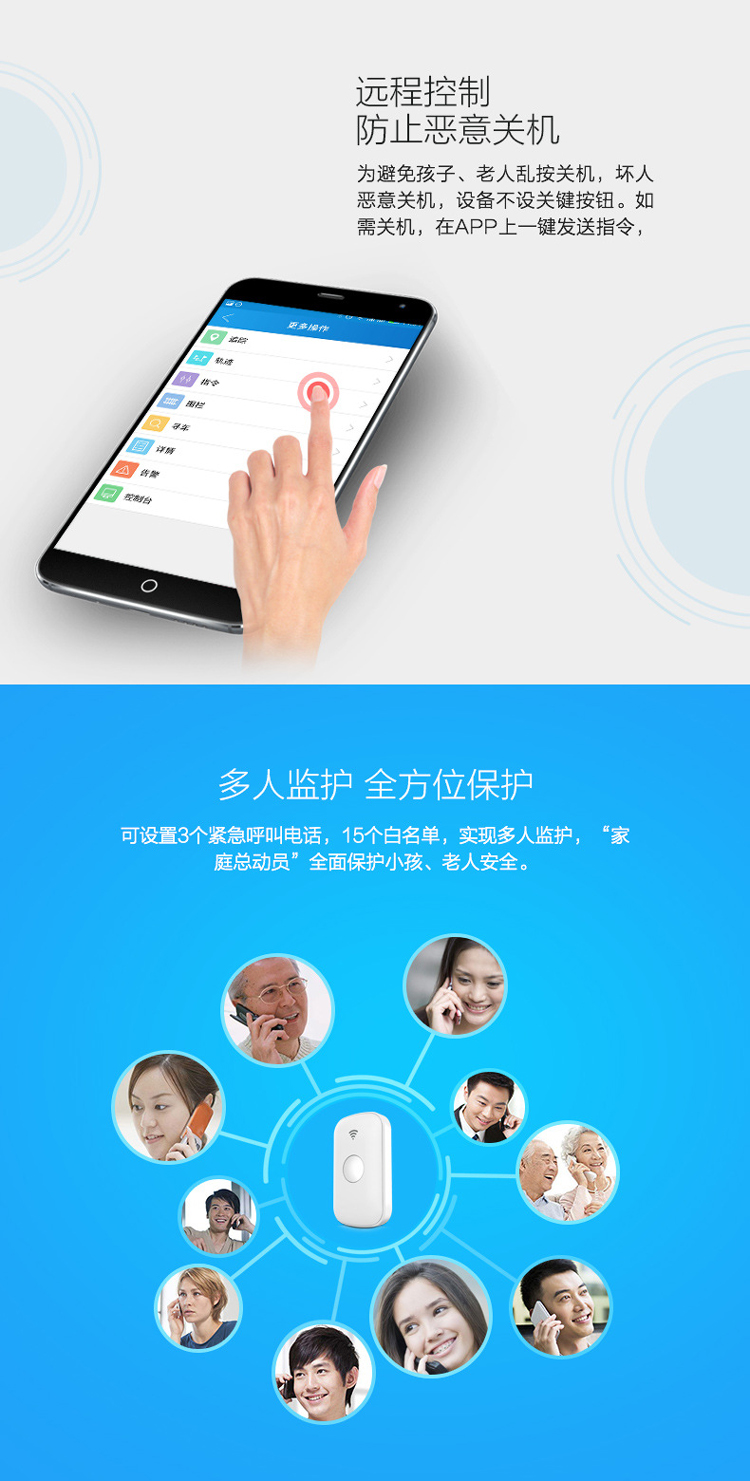 远程控制
防止恶意关机
为避免孩子、老人乱按关机，坏人
恶意关机，设备不设关键按钮。如
需关机，在APP上一键发送指令，
更多操作
追踪
轨迹
指令
围栏
寻车
详情
告警
控制台
多人监护 全方位保护
可设置3个紧急呼叫电话，15个白名单，实现多人监护，“家
庭总动员”全面保护小孩、老人安全。